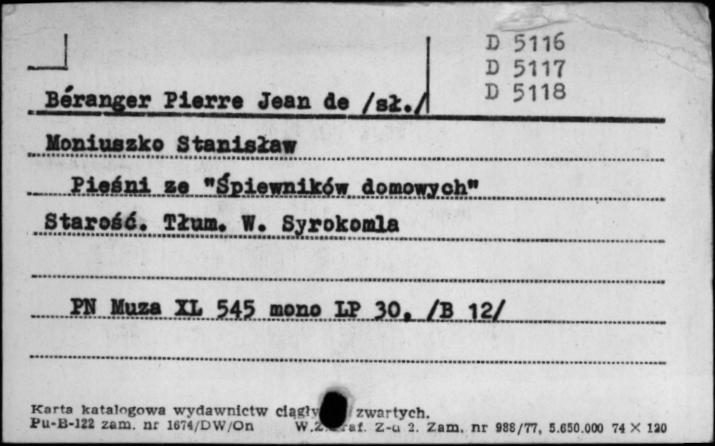 D 5116
D 5117
D 5118
Béranger Pierre Jean de /sł./
Moniuszko Stanisław
Pieśni ze "Śpiewników domowych"
Starość. Tłum. W. Syrokomla
PN Muza XL 545 mono LP 30, /B 12/
Karta katalogowa wydawnictw zwartych.
Pu-B-122 zam. nr 1674/DW/On Z-d 2. Zam. nr 988/77, 5.650.000 74 × 120